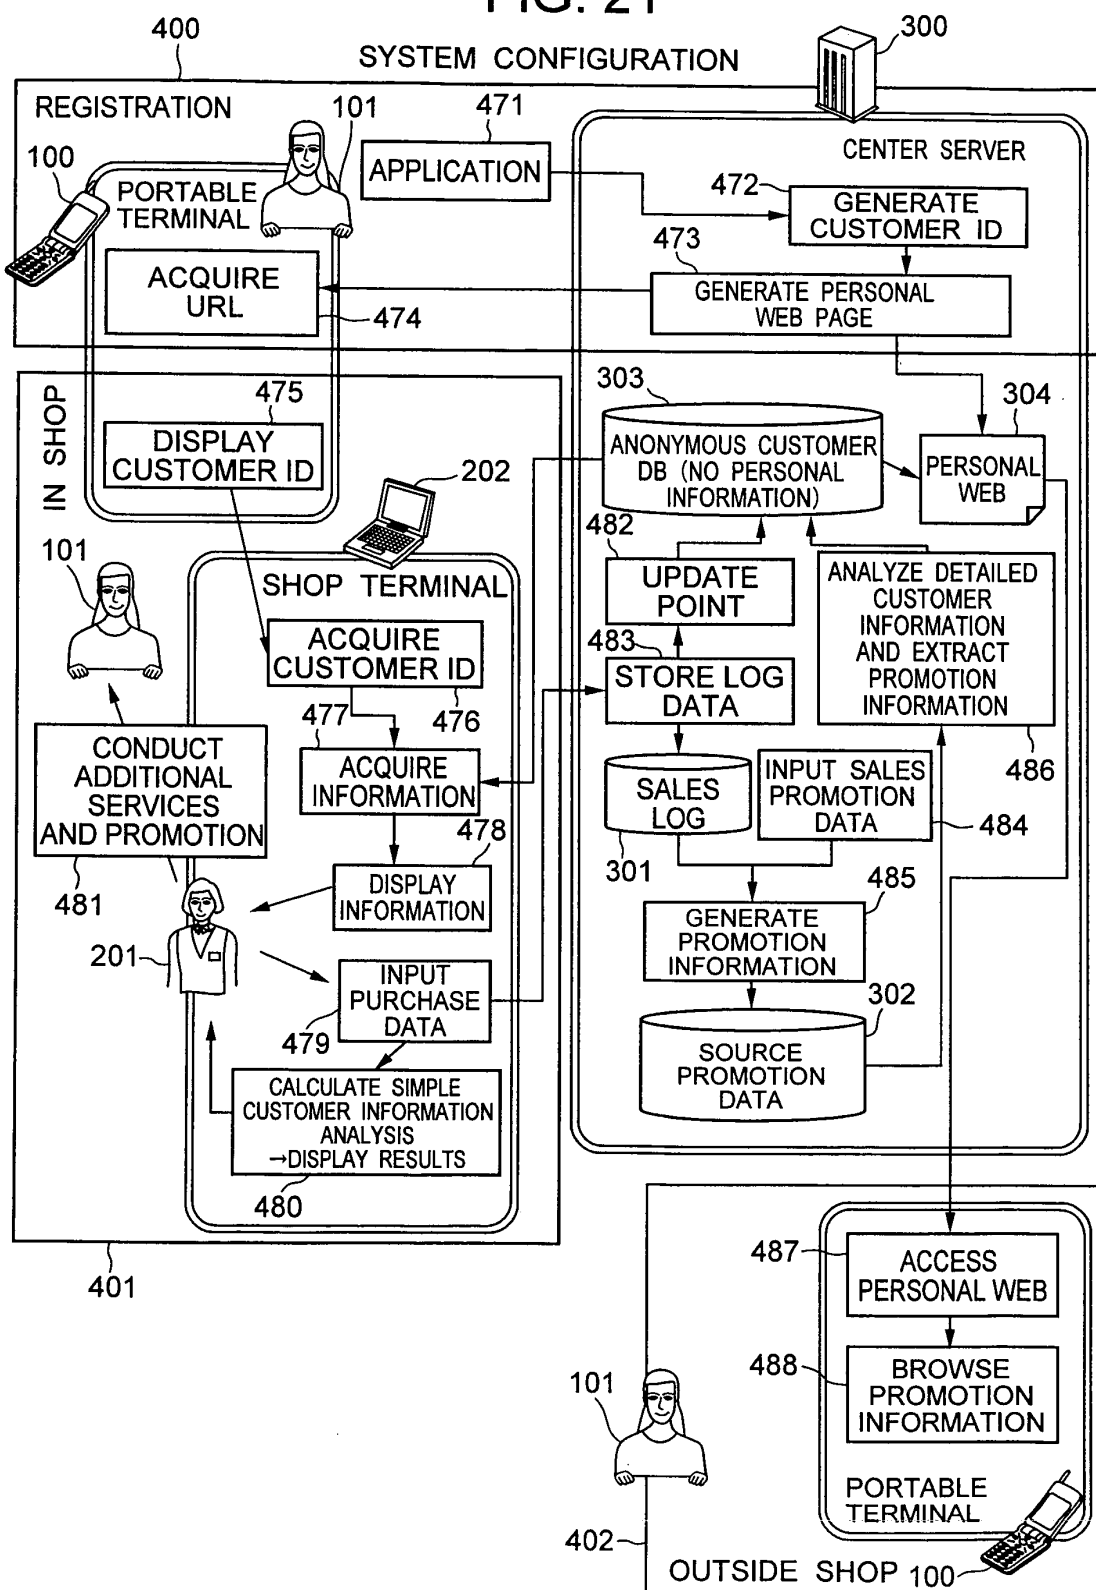 FIG. 21
SYSTEM CONFIGURATION
400
300
REGISTRATION
101
471
100
PORTABLE
TERMINAL
APPLICATION
CENTER SERVER
472
GENERATE
CUSTOMER ID
473
ACQUIRE
URL
474
GENERATE PERSONAL
WEB PAGE
IN SHOP
475
DISPLAY
CUSTOMER ID
303
304
ANONYMOUS CUSTOMER
DB (NO PERSONAL
INFORMATION)
PERSONAL
WEB
202
101
SHOP TERMINAL
482
UPDATE
POINT
ANALYZE DETAILED
CUSTOMER
INFORMATION
AND EXTRACT
PROMOTION
INFORMATION
486
ACQUIRE
CUSTOMER ID
476
483
STORE LOG
DATA
477
ACQUIRE
INFORMATION
CONDUCT
ADDITIONAL
SERVICES
AND PROMOTION
481
SALES
LOG
301
INPUT SALES
PROMOTION
DATA
484
478
DISPLAY
INFORMATION
485
GENERATE
PROMOTION
INFORMATION
201
INPUT
PURCHASE
DATA
479
302
SOURCE
PROMOTION
DATA
CALCULATE SIMPLE
CUSTOMER INFORMATION
ANALYSIS
→DISPLAY RESULTS
480
401
487
ACCESS
PERSONAL WEB
488
BROWSE
PROMOTION
INFORMATION
101
PORTABLE
TERMINAL
402
OUTSIDE SHOP
100